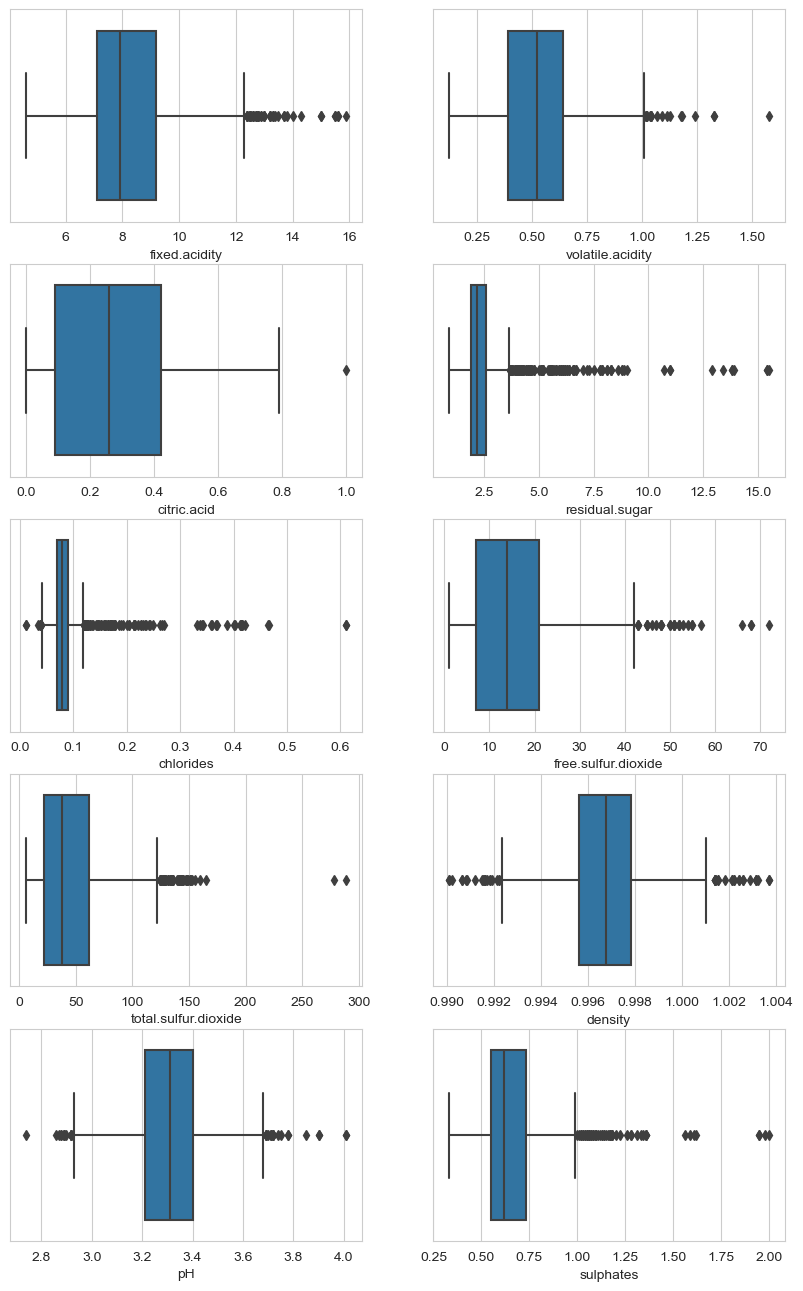 6 8 10 12 14 16
fixed.acidity
0.25 0.50 0.75 1.00 1.25 1.50
volatile.acidity
0.0 0.2 0.4 0.6 0.8 1.0
citric.acid
2.5 5.0 7.5 10.0 12.5 15.0
residual.sugar
0.0 0.1 0.2 0.3 0.4 0.5 0.6
chlorides
0 10 20 30 40 50 60 70
free.sulfur.dioxide
0 50 100 150 200 250 300
total.sulfur.dioxide
0.990 0.992 0.994 0.996 0.998 1.000 1.002 1.004
density
2.8 3.0 3.2 3.4 3.6 3.8 4.0
pH
0.25 0.50 0.75 1.00 1.25 1.50 1.75 2.00
sulphates